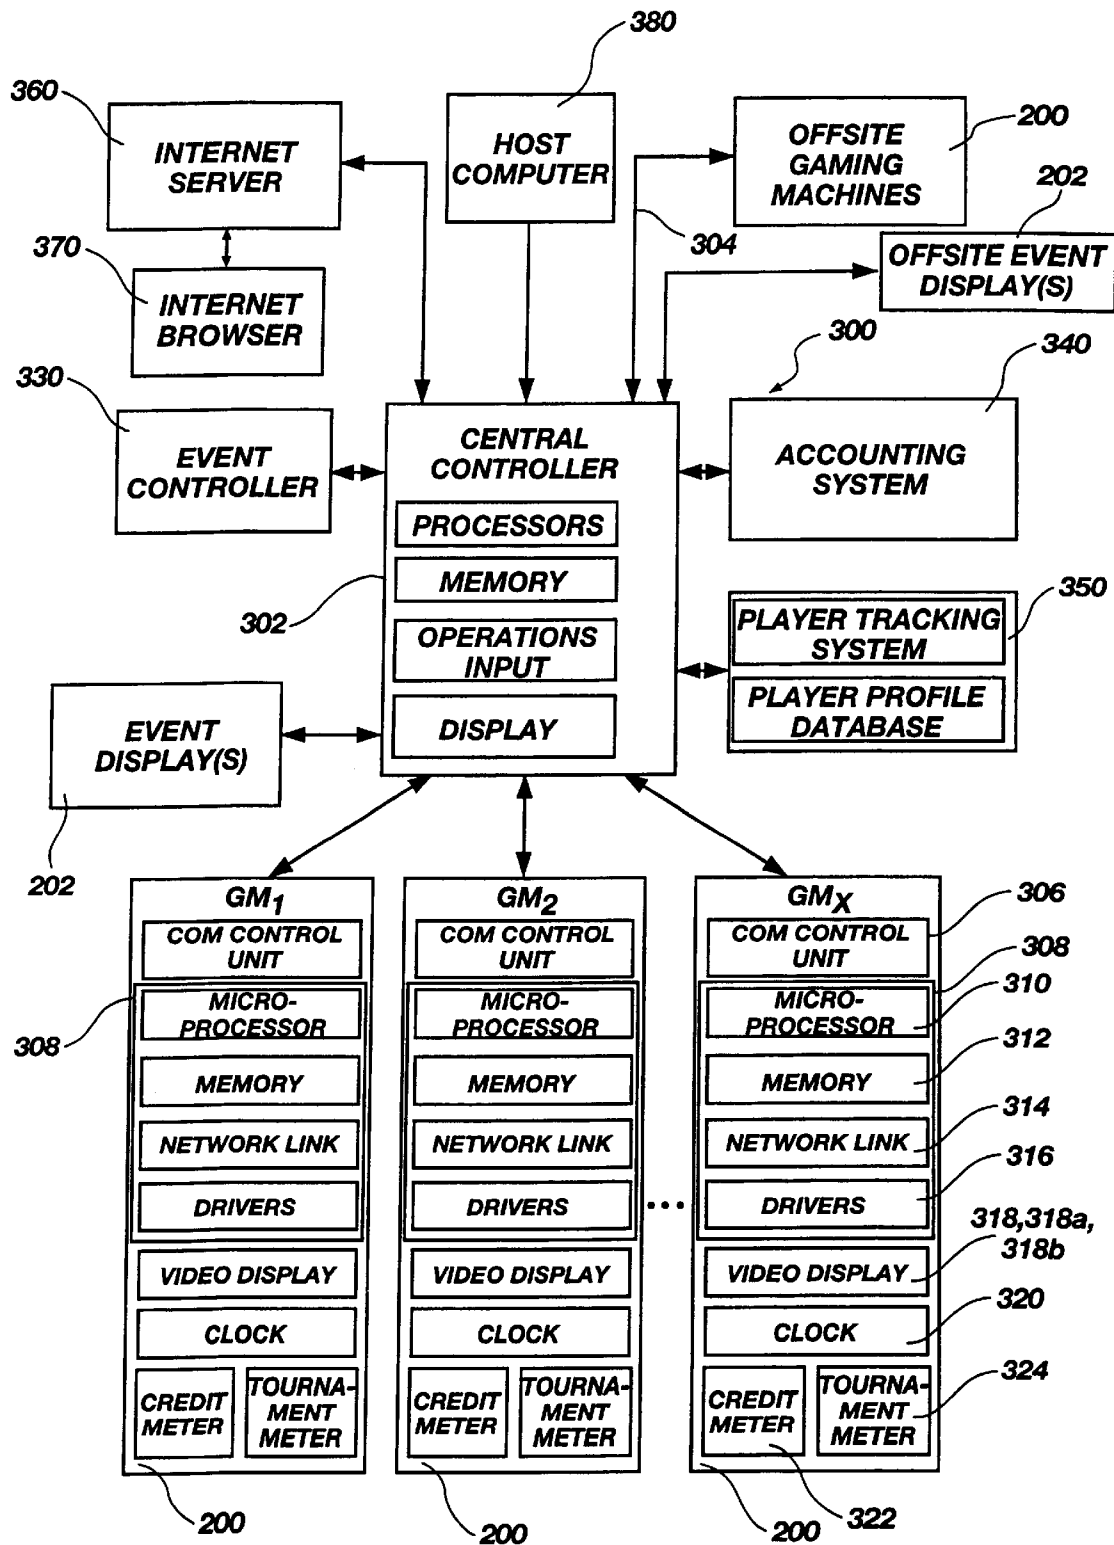 380
360
INTERNET
SERVER
HOST
COMPUTER
OFFSITE
GAMING
MACHINES
200
202
304
370
INTERNET
BROWSER
OFFSITE EVENT
DISPLAY(S)
300
340
330
EVENT
CONTROLLER
CENTRAL
CONTROLLER
ACCOUNTING
SYSTEM
PROCESSORS
MEMORY
302
OPERATIONS
INPUT
DISPLAY
350
PLAYER TRACKING
SYSTEM
PLAYER PROFILE
DATABASE
EVENT
DISPLAY(S)
202
GM1
COM CONTROL
UNIT
308
MICRO-
PROCESSOR
MEMORY
NETWORK LINK
DRIVERS
VIDEO DISPLAY
CLOCK
CREDIT
METER
TOURNA-
MENT
METER
200
GM2
COM CONTROL
UNIT
MICRO-
PROCESSOR
MEMORY
NETWORK LINK
DRIVERS
VIDEO DISPLAY
CLOCK
CREDIT
METER
TOURNA-
MENT
METER
200
...
GMX
COM CONTROL
UNIT
MICRO-
PROCESSOR
MEMORY
NETWORK LINK
DRIVERS
VIDEO DISPLAY
CLOCK
CREDIT
METER
TOURNA-
MENT
METER
200
306
308
310
312
314
316
318,318a,
318b
320
324
322